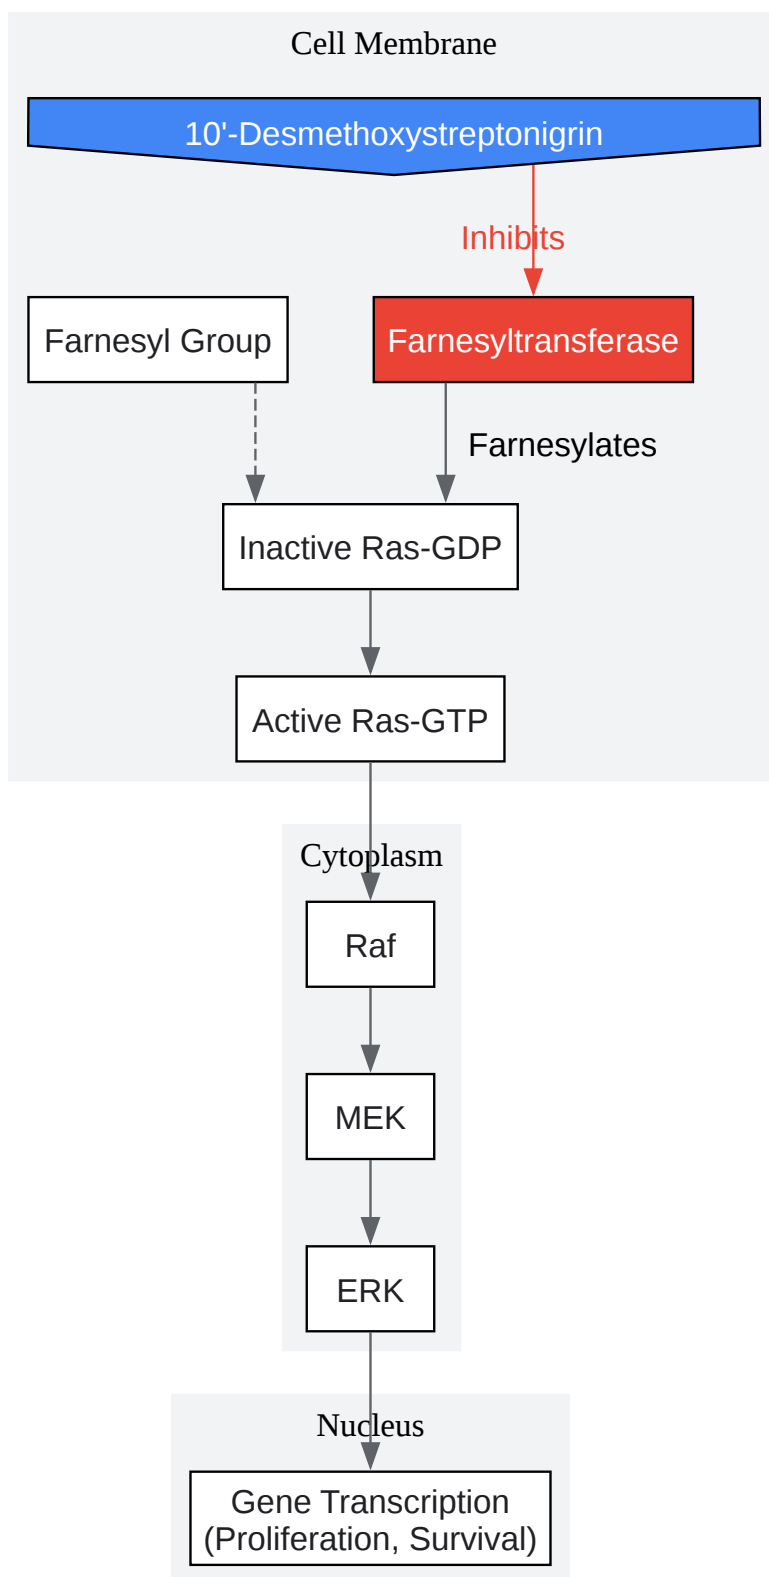 Cell Membrane
10'-Desmethoxystreptonigrin
Inhibits
Farnesyl Group
Farnesyltransferase
Farnesylates
Inactive Ras-GDP
Active Ras-GTP
Cytoplasm
Raf
MEK
ERK
Nucleus
Gene Transcription
(Proliferation, Survival)